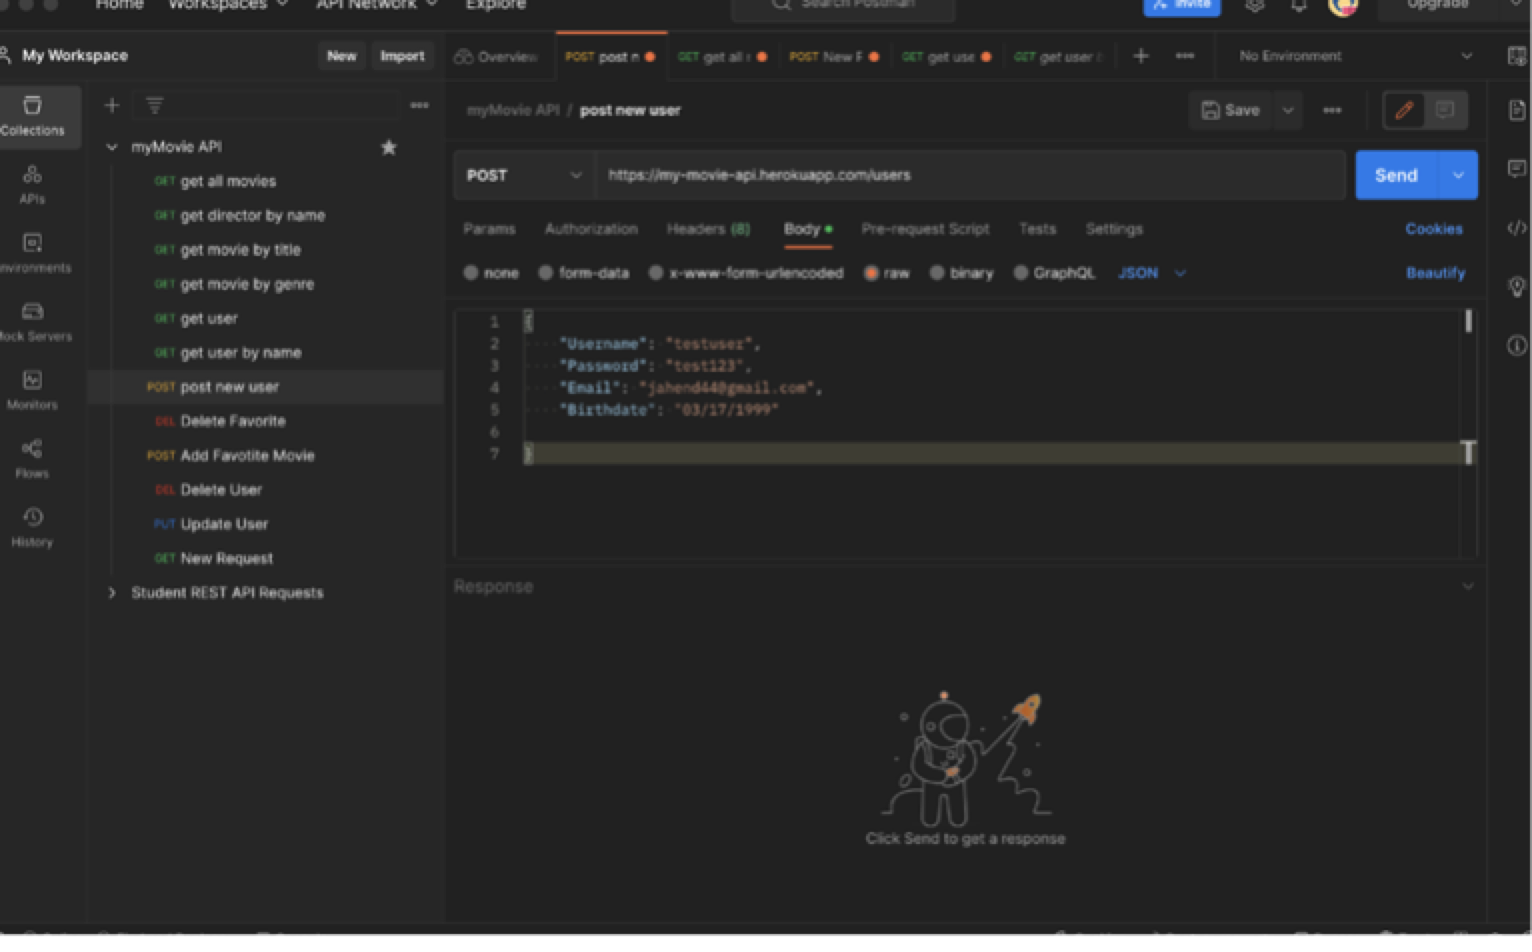 Home Workspaces API Network Explore Search Postman Invite Upgrade
My Workspace New Import
Overview POST post n GET get all POST New F GET get use GET get user No Environment
myMovie API / post new user Save
Collections
APIs
nvironments
Mock Servers
Monitors
Flows
History
myMovie API
GET get all movies
GET get director by name
GET get movie by title
GET get movie by genre
GET get user
GET get user by name
POST post new user
DEL Delete Favorite
POST Add Favotite Movie
DEL Delete User
PUT Update User
GET New Request
Student REST API Requests
POST https://my-movie-api.herokuapp.com/users Send
Params Authorization Headers (8) Body Pre-request Script Tests Settings Cookies
none form-data x-www-form-urlencoded raw binary GraphQL JSON Beautify
1 {
2 "Username": "testuser",
3 "Password": "test123",
4 "Email": "jahend44@gmail.com",
5 "Birthdate": "03/17/1999"
6
7 }
Response
Click Send to get a response